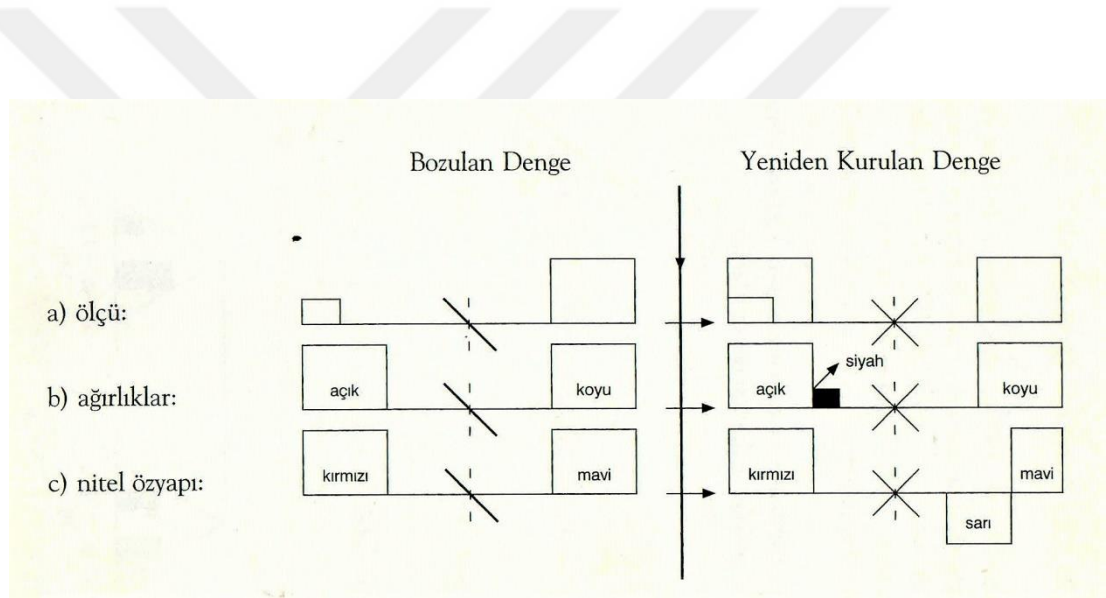 Bozulan Denge
Yeniden Kurulan Denge
a) ölçü:
b) ağırlıklar:
açık
koyu
açık
siyah
koyu
c) nitel özyapı:
kırmızı
mavi
kırmızı
sarı
mavi